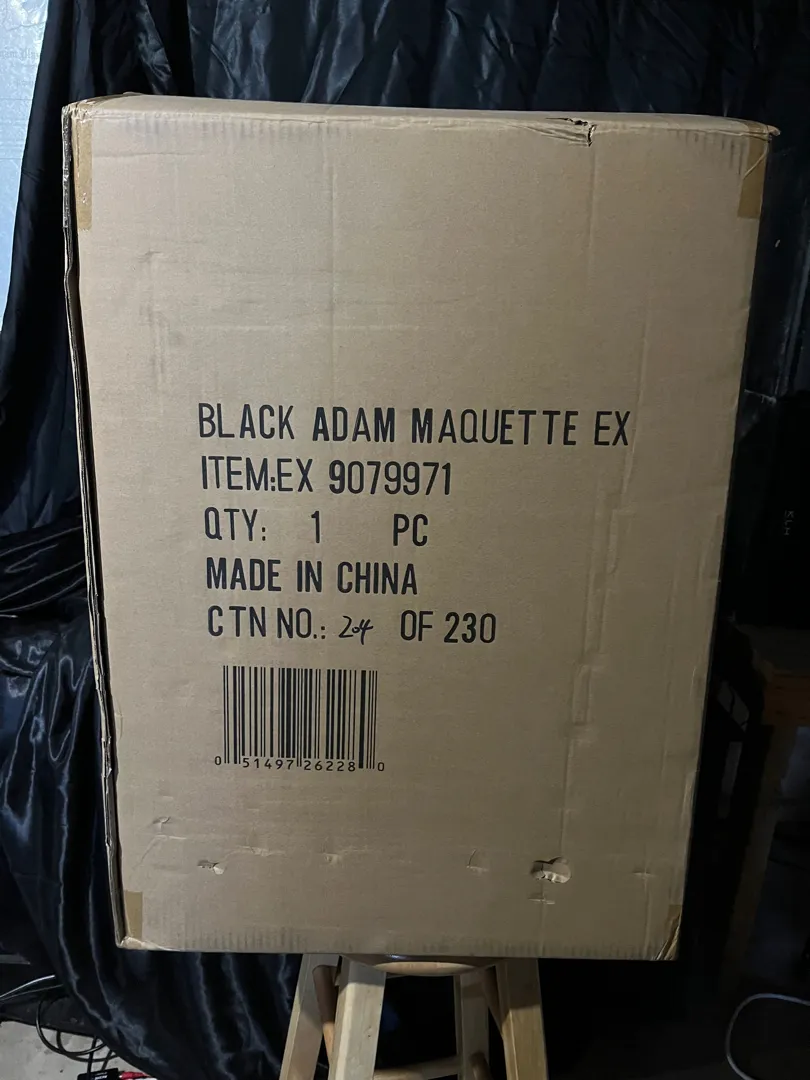 BLACK ADAM MAQUETTE EX
ITEM:EX 9079971
QTY: 1 PC
MADE IN CHINA
CTN NO.: 204 OF 230
0 51497 26228 0
KLH